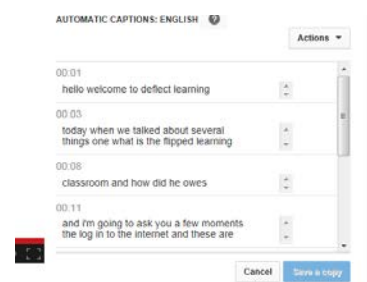 AUTOMATIC CAPTIONS: ENGLISH ?
Actions
00:01
hello welcome to deflect learning
00:03
today when we talked about several
things one what is the flipped learning
00:08
classroom and how did he owes
00:11
and i'm going to ask you a few moments
the log in to the internet and these are
Cancel Save a copy